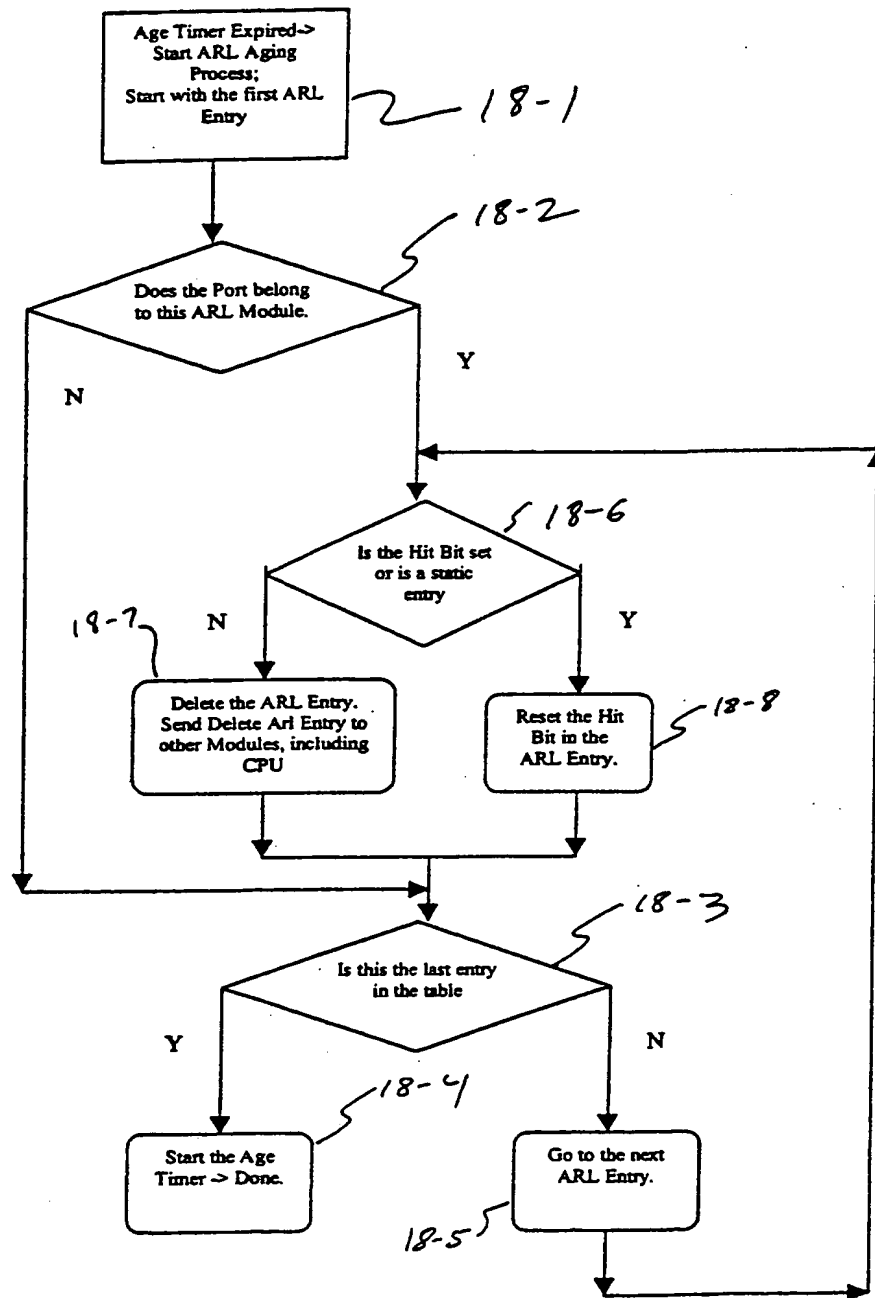 Age Timer Expired->
Start ARL Aging
Process;
Start with the first ARL
Entry
18-1
18-2
Does the Port belong
to this ARL Module.
N
Y
18-6
Is the Hit Bit set
or is a static
entry
N
Y
18-7
Delete the ARL Entry.
Send Delete Arl Entry to
other Modules, including
CPU
Reset the Hit
Bit in the
ARL Entry.
18-8
18-3
Is this the last entry
in the table
Y
N
18-4
Start the Age
Timer -> Done.
Go to the next
ARL Entry.
18-5